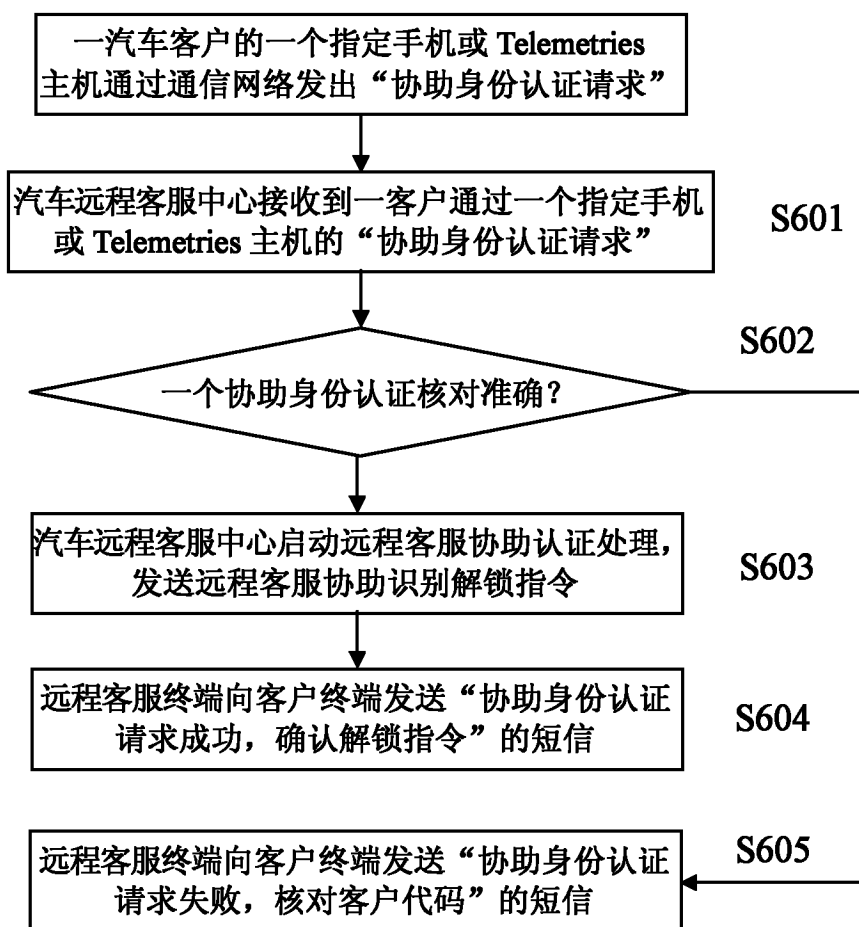 一汽车客户的一个指定手机或 Telemetries
主机通过通信网络发出“协助身份认证请求”
汽车远程客服中心接收到一客户通过一个指定手机
或 Telemetries 主机的“协助身份认证请求”
S601
S602
一个协助身份认证核对准确？
汽车远程客服中心启动远程客服协助认证处理，
发送远程客服协助识别解锁指令
S603
远程客服终端向客户终端发送“协助身份认证
请求成功，确认解锁指令”的短信
S604
远程客服终端向客户终端发送“协助身份认证
请求失败，核对客户代码”的短信
S605